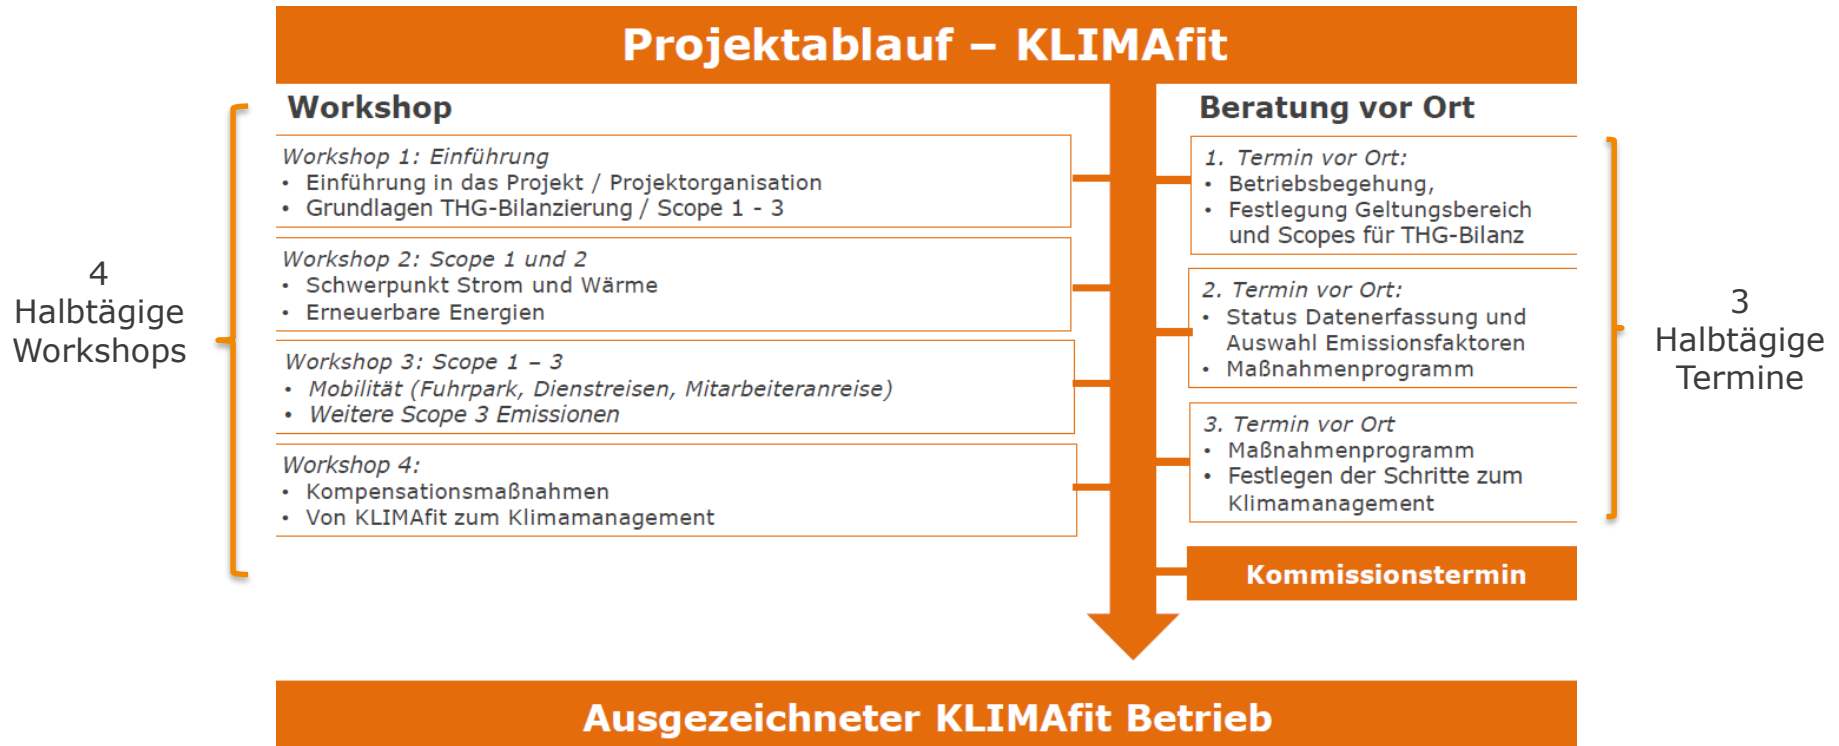 Projektablauf – KLIMAfit
4
Halbtägige
Workshops
Workshop
Workshop 1: Einführung
• Einführung in das Projekt / Projektorganisation
• Grundlagen THG-Bilanzierung / Scope 1 - 3
Workshop 2: Scope 1 und 2
• Schwerpunkt Strom und Wärme
• Erneuerbare Energien
Workshop 3: Scope 1 – 3
• Mobilität (Fuhrpark, Dienstreisen, Mitarbeiteranreise)
• Weitere Scope 3 Emissionen
Workshop 4:
• Kompensationsmaßnahmen
• Von KLIMAfit zum Klimamanagement
Beratung vor Ort
1. Termin vor Ort:
• Betriebsbegehung,
• Festlegung Geltungsbereich
und Scopes für THG-Bilanz
2. Termin vor Ort:
• Status Datenerfassung und
Auswahl Emissionsfaktoren
• Maßnahmenprogramm
3. Termin vor Ort
• Maßnahmenprogramm
• Festlegen der Schritte zum
Klimamanagement
Kommissionstermin
3
Halbtägige
Termine
Ausgezeichneter KLIMAfit Betrieb